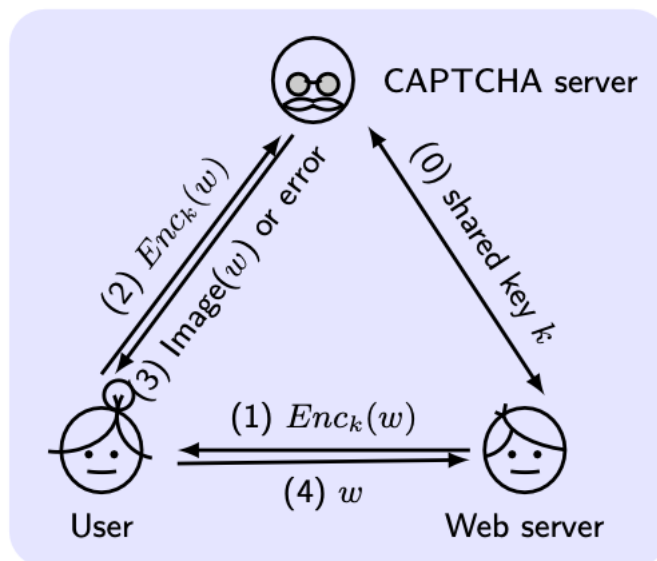 CAPTCHA server
(0) shared key k
(2) Enc_k(w)
(3) Image(w) or error
(1) Enc_k(w)
(4) w
User
Web server